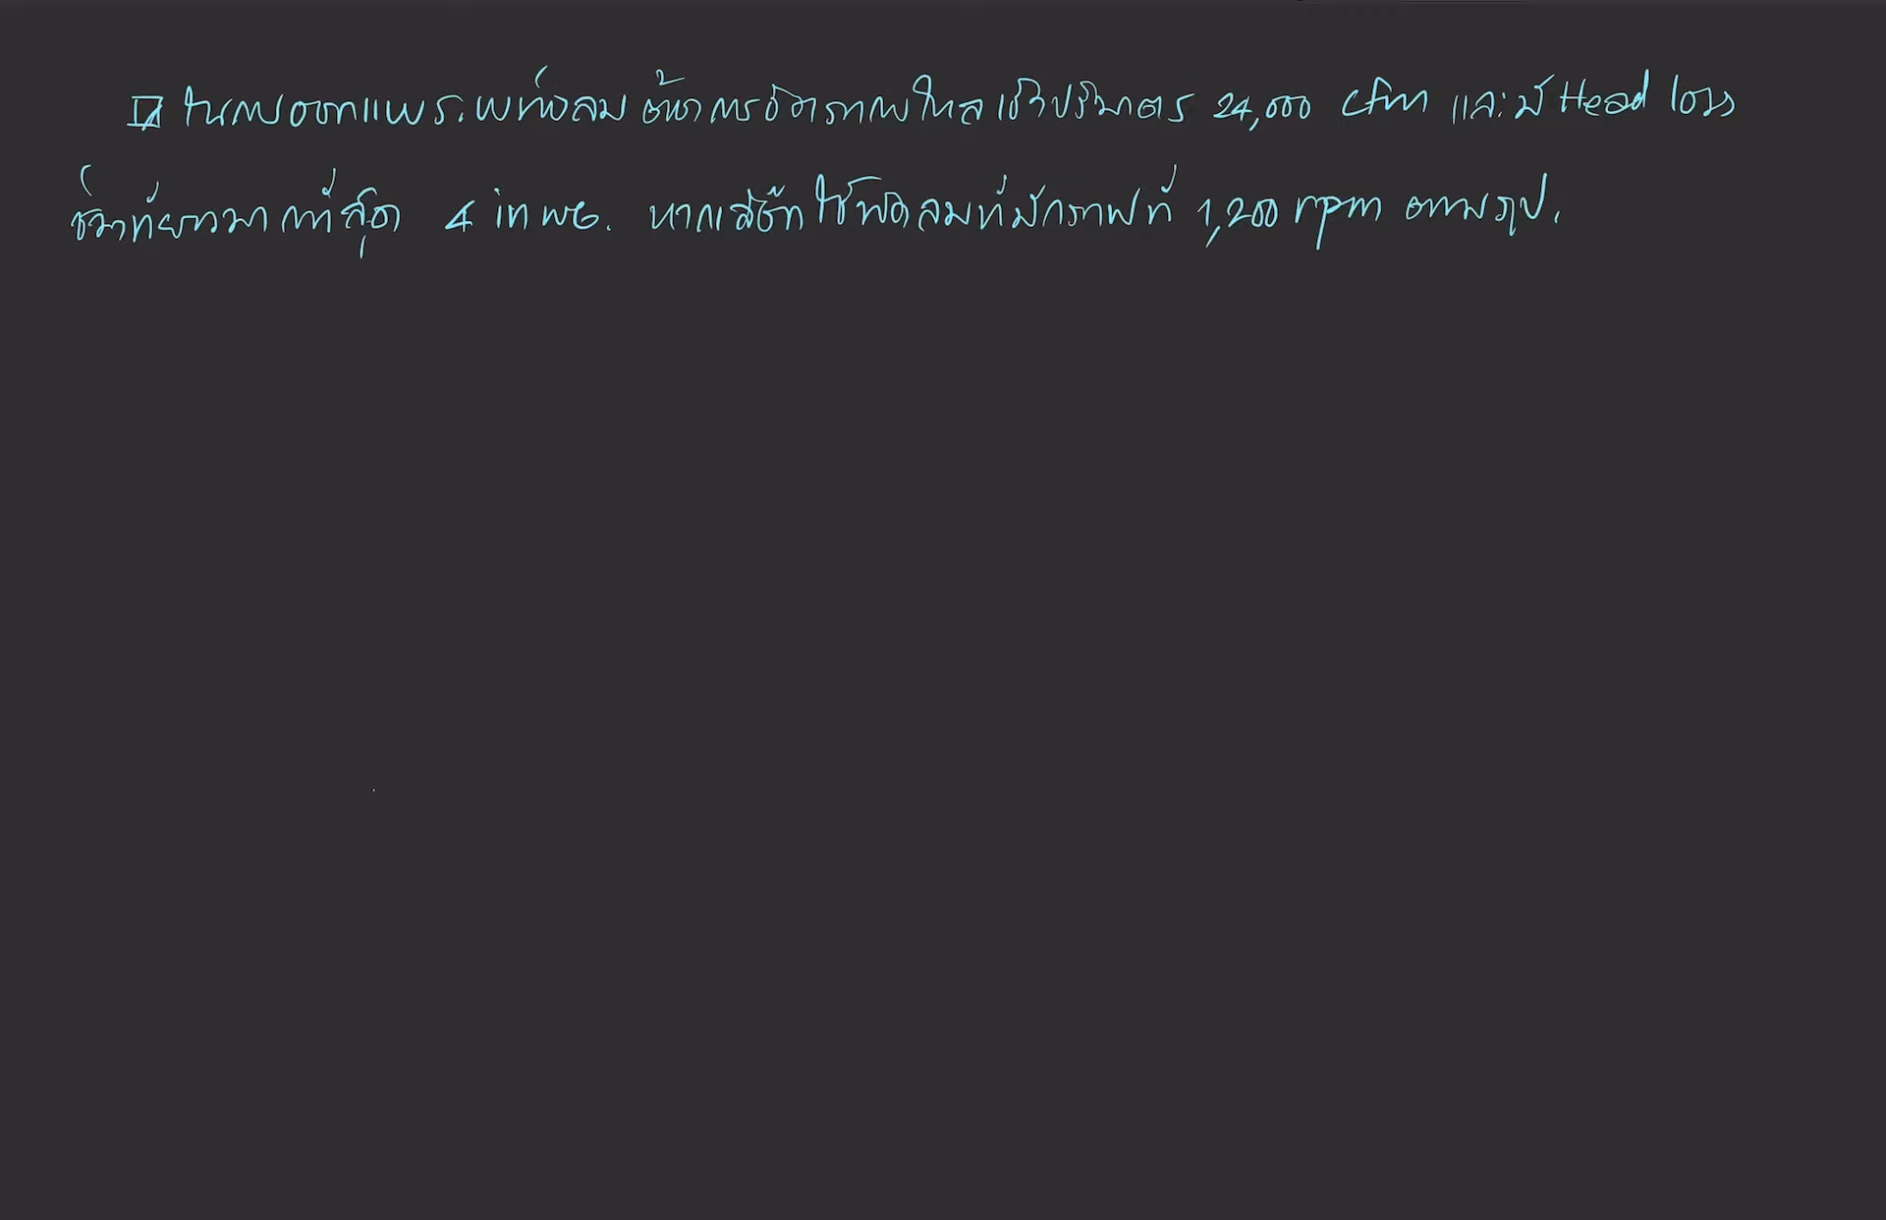 ในการออกแบบระบบท่อลม ต้องการอัตราการไหลเชิงปริมาตร 24,000 cfm และมี Head loss
ช่วงที่ยาวมากที่สุด 4 in WG. หากเลือกใช้พัดลมที่มีกราฟที่ 1,200 rpm ตามรูป.